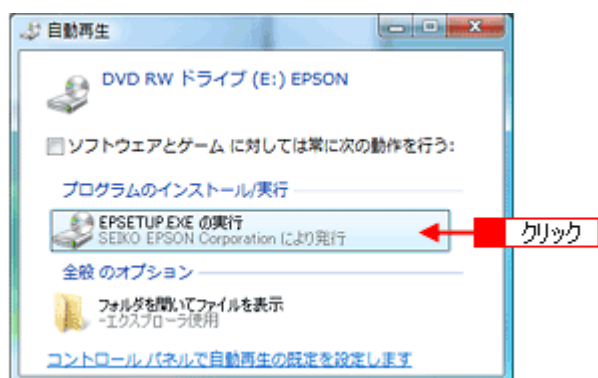 自動再生
DVD RW ドライブ (E:) EPSON
ソフトウェアとゲーム に対しては常に次の動作を行う:
プログラムのインストール/実行
EPSETUP.EXE の実行
SEIKO EPSON Corporation により発行
クリック
全般 のオプション
フォルダを開いてファイルを表示
-エクスプローラ使用
コントロール パネルで自動再生の既定を設定します